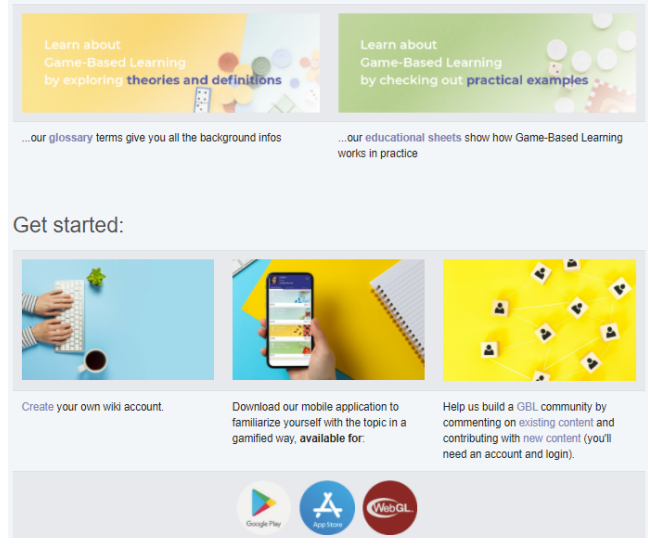 Learn about
Game-Based Learning
by exploring theories and definitions
Learn about
Game-Based Learning
by checking out practical examples
...our glossary terms give you all the background infos
...our educational sheets show how Game-Based Learning
works in practice
Get started:
Create your own wiki account.
Download our mobile application to
familiarize yourself with the topic in a
gamified way, available for:
Help us build a GBL community by
commenting on existing content and
contributing with new content (you'll
need an account and login).
Google Play
App Store
WebGL